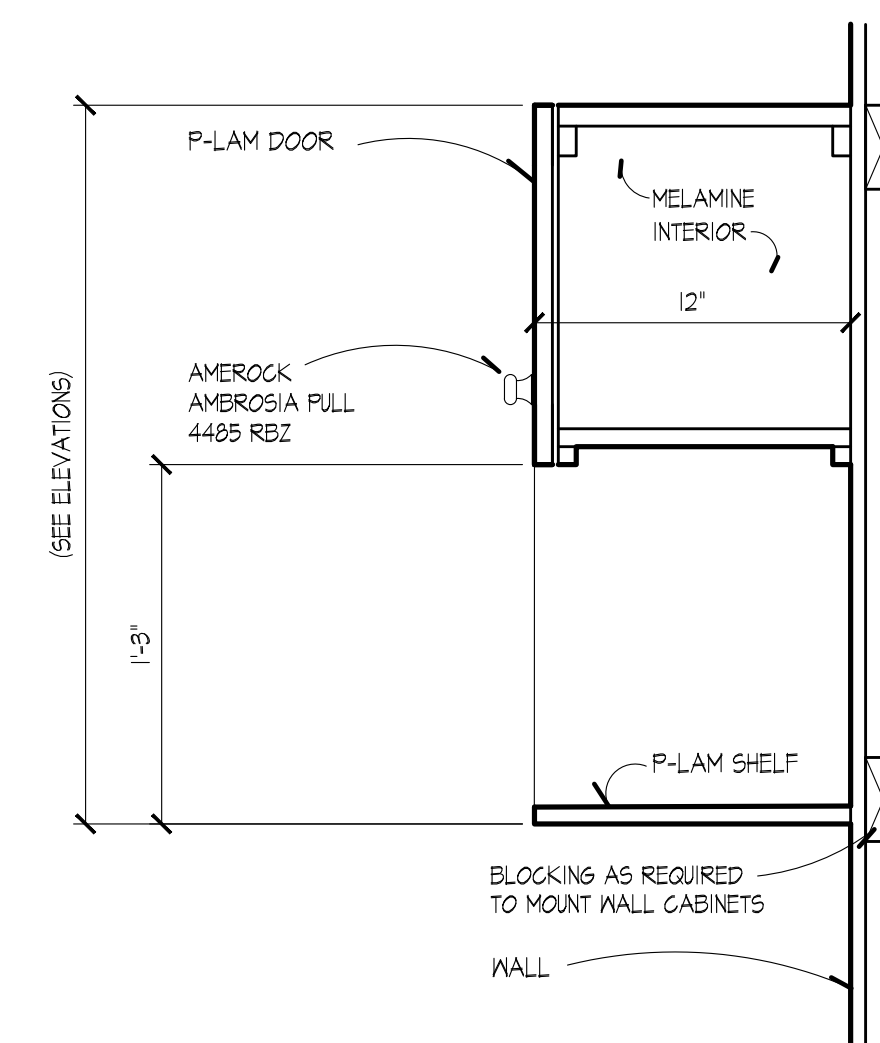 P-LAM DOOR
MELAMINE
INTERIOR
12"
AMEROCK
AMBROSIA PULL
4485 RBZ
(SEE ELEVATIONS)
1'-3"
P-LAM SHELF
BLOCKING AS REQUIRED
TO MOUNT WALL CABINETS
WALL